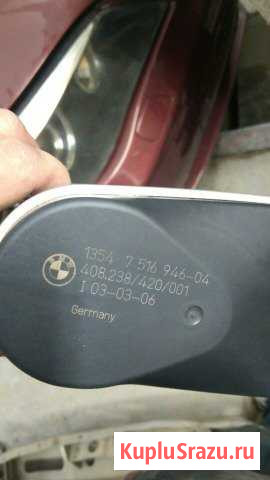 1354 7 516 946-04
408.238/420/001
I 03-03-06
Germany
KupluSrazu.ru